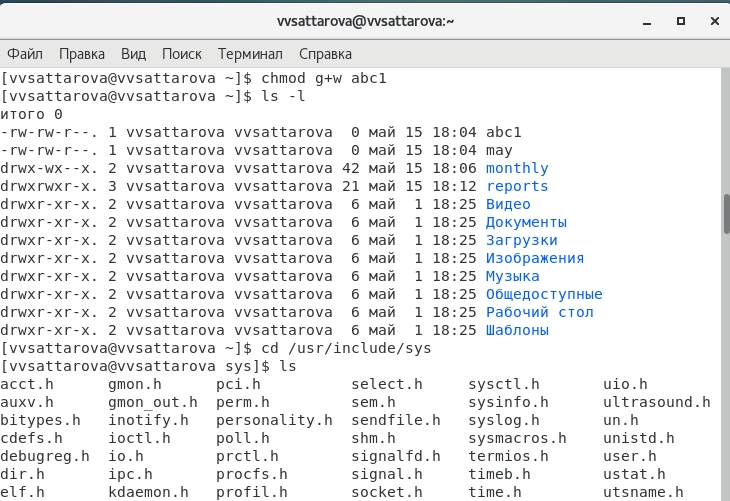 vvsattarova@vvsattarova:~
Файл Правка Вид Поиск Терминал Справка
[vvsattarova@vvsattarova ~]$ chmod g+w abc1
[vvsattarova@vvsattarova ~]$ ls -l
итого 0
-rw-rw-r--. 1 vvsattarova vvsattarova  0 май 15 18:04 abc1
-rw-rw-r--. 1 vvsattarova vvsattarova  0 май 15 18:04 may
drwx-wx--x. 2 vvsattarova vvsattarova 42 май 15 18:06 monthly
drwxrwxr-x. 3 vvsattarova vvsattarova 21 май 15 18:12 reports
drwxr-xr-x. 2 vvsattarova vvsattarova  6 май  1 18:25 Видео
drwxr-xr-x. 2 vvsattarova vvsattarova  6 май  1 18:25 Документы
drwxr-xr-x. 2 vvsattarova vvsattarova  6 май  1 18:25 Загрузки
drwxr-xr-x. 2 vvsattarova vvsattarova  6 май  1 18:25 Изображения
drwxr-xr-x. 2 vvsattarova vvsattarova  6 май  1 18:25 Музыка
drwxr-xr-x. 2 vvsattarova vvsattarova  6 май  1 18:25 Общедоступные
drwxr-xr-x. 2 vvsattarova vvsattarova  6 май  1 18:25 Рабочий стол
drwxr-xr-x. 2 vvsattarova vvsattarova  6 май  1 18:25 Шаблоны
[vvsattarova@vvsattarova ~]$ cd /usr/include/sys
[vvsattarova@vvsattarova sys]$ ls
acct.h      gmon.h      pci.h          select.h     sysctl.h       uio.h
auxv.h      gmon_out.h  perm.h         sem.h        sysinfo.h      ultrasound.h
bitypes.h   inotify.h   personality.h  sendfile.h   syslog.h       un.h
cdefs.h     ioctl.h     poll.h         shm.h        sysmacros.h    unistd.h
debugreg.h  io.h        prctl.h        signalfd.h   termios.h      user.h
dir.h       ipc.h       procfs.h       signal.h     timeb.h        ustat.h
elf.h       kdaemon.h   profil.h       socket.h     time.h         utsname.h